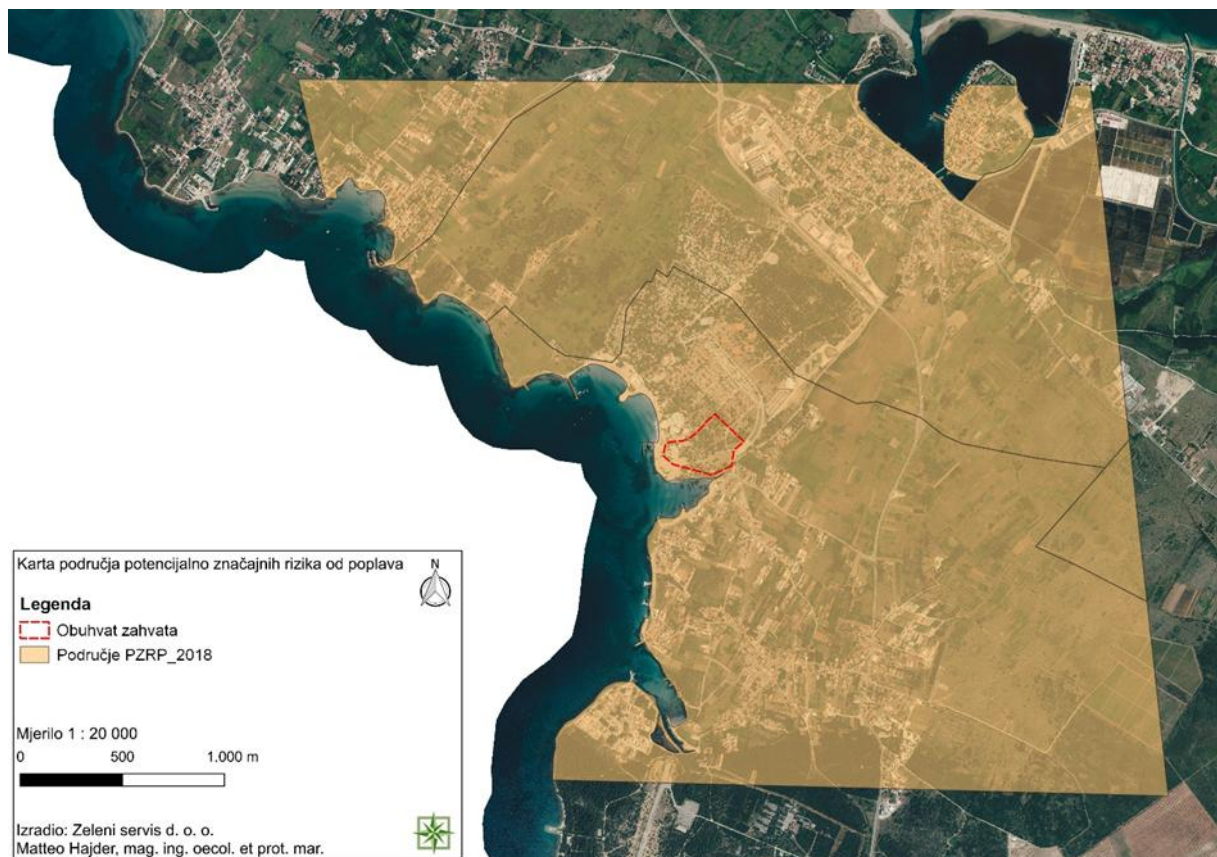 Karta područja potencijalno značajnih rizika od poplava
N
Legenda
Obuhvat zahvata
Područje PZRP_2018
Mjerilo 1 : 20 000
0 500 1.000 m
Izradio: Zeleni servis d. o. o.
Matteo Hajder, mag. ing. oecol. et prot. mar.